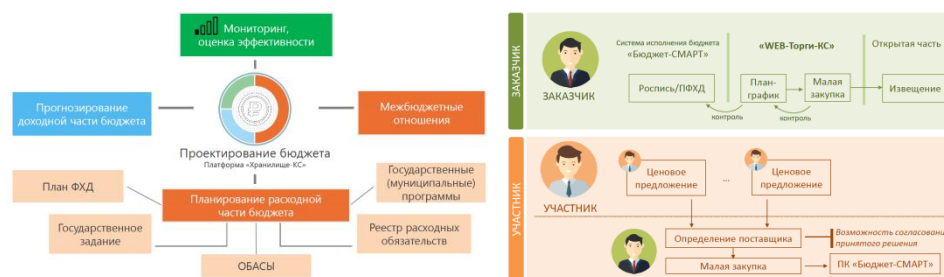 Мониторинг,
оценка эффективности
Прогнозирование
доходной части бюджета
Межбюджетные
отношения
Проектирование бюджета
Платформа «Хранилище-КС»
Планирование расходной
части бюджета
План ФХД
Государственные
(муниципальные)
программы
Государственное
задание
Реестр расходных
обязательств
ОБАСЫ
ЗАКАЗЧИК
ЗАКАЗЧИК
Система исполнения бюджета
«Бюджет-СМАРТ»
«WEB-Торги-КС»
Открытая часть
Роспись/ПФХД
План-
график
Малая
закупка
Извещение
контроль
контроль
УЧАСТНИК
УЧАСТНИК
Ценовое
предложение
...
Ценовое
предложение
Определение поставщика
Возможность согласован
принятого решения
Малая закупка
ПК «Бюджет-СМАРТ»